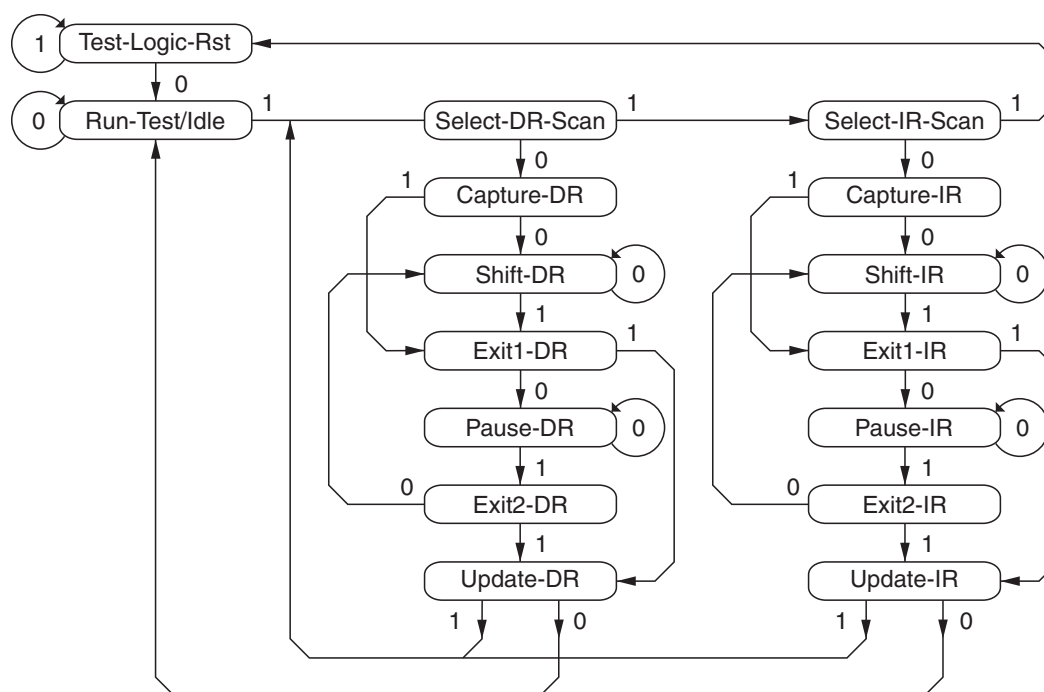 1 Test-Logic-Rst
0
0 Run-Test/Idle 1 Select-DR-Scan 1 Select-IR-Scan 1
0 0
1 Capture-DR 1 Capture-IR
0 0
Shift-DR 0 Shift-IR 0
1 1
Exit1-DR 1 Exit1-IR 1
0 0
Pause-DR 0 Pause-IR 0
1 1
0 Exit2-DR 0 Exit2-IR
1 1
Update-DR Update-IR
1 0 1 0